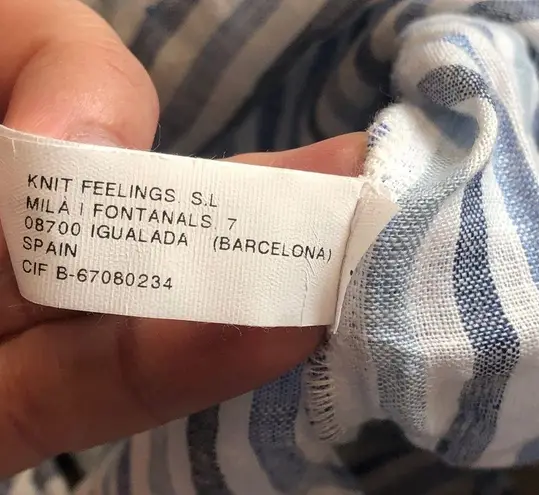 KNIT FEELINGS, S.L
MILÀ I FONTANALS, 7
08700 IGUALADA (BARCELONA)
SPAIN
CIF B-67080234